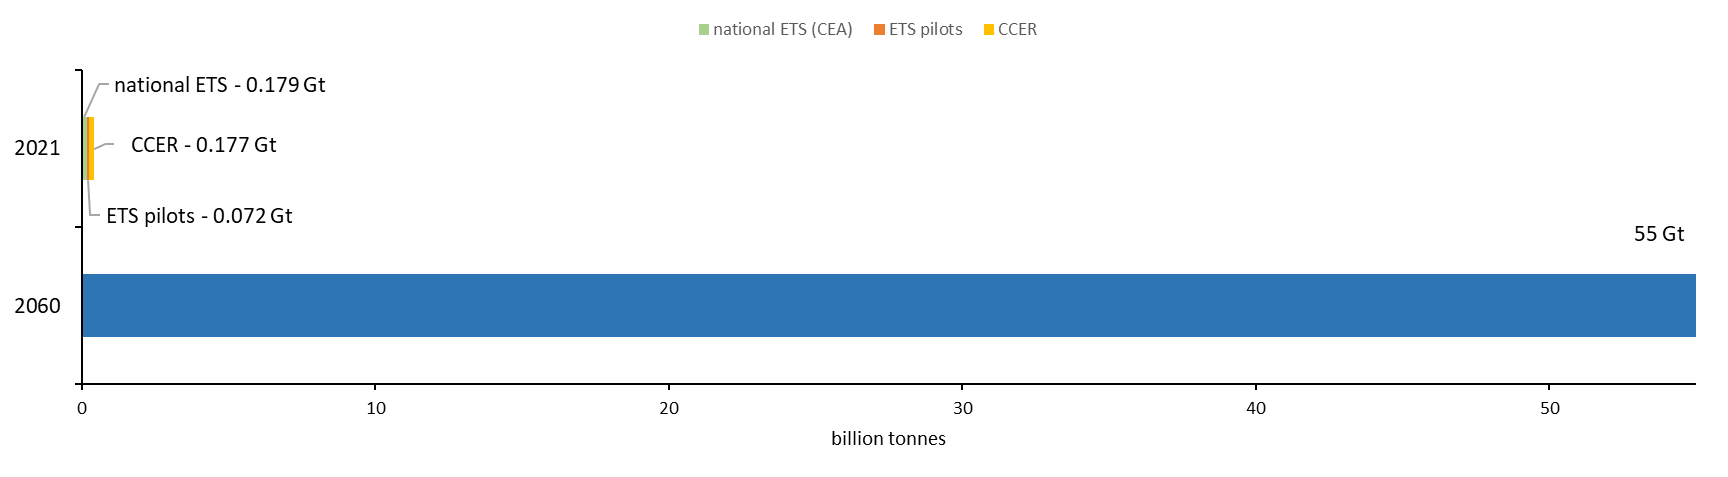 national ETS (CEA) ETS pilots CCER
national ETS - 0.179 Gt
2021
CCER - 0.177 Gt
ETS pilots - 0.072 Gt
55 Gt
2060
0 10 20 30 40 50
billion tonnes